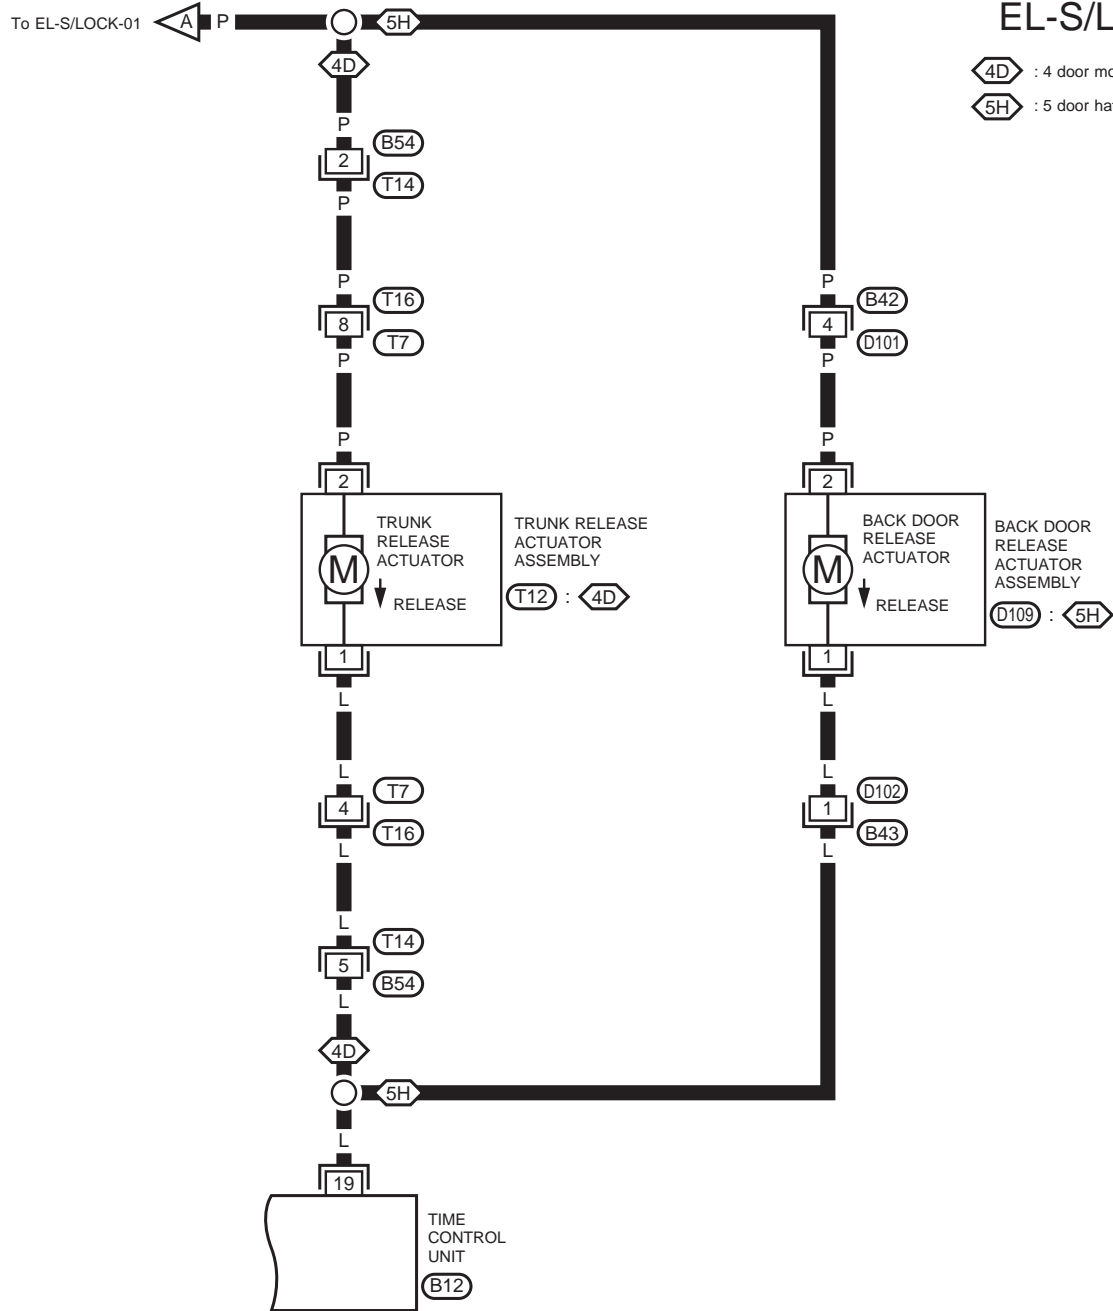 To EL-S/LOCK-01
A
P
5H
EL-S/L
4D : 4 door
5H : 5 door
4D
P
2
B54
T14
P
P
8
T16
T7
P
P
4
B42
D101
P
P
2
TRUNK
RELEASE
ACTUATOR
M
RELEASE
1
TRUNK RELEASE
ACTUATOR
ASSEMBLY
T12 : 4D
P
2
BACK DOOR
RELEASE
ACTUATOR
M
RELEASE
1
BACK DOOR
RELEASE
ACTUATOR
ASSEMBLY
D109 : 5H
L
L
4
T7
T16
L
L
L
1
D102
B43
L
L
5
T14
B54
L
4D
5H
L
19
TIME
CONTROL
UNIT
B12